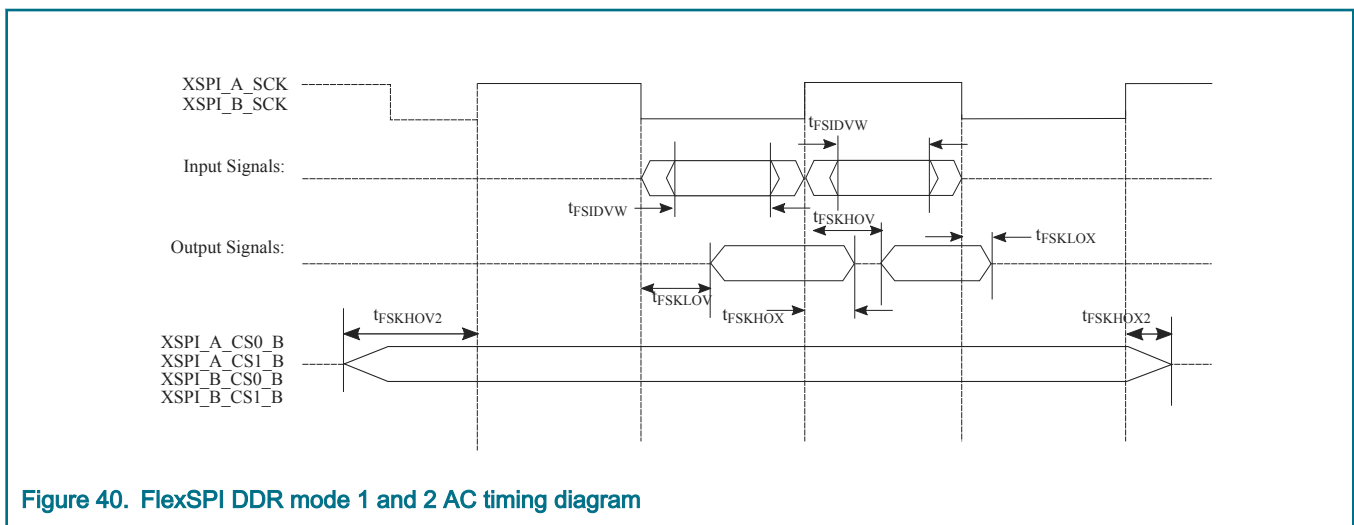 XSPI_A_SCK
XSPI_B_SCK
tFSIDVW
Input Signals:
tFSIDVW
tFSKHOV
Output Signals:
tFSKLOX
tFSKLOV
tFSKHOX
tFSKHOV2
tFSKHOX2
XSPI_A_CS0_B
XSPI_A_CS1_B
XSPI_B_CS0_B
XSPI_B_CS1_B
Figure 40. FlexSPI DDR mode 1 and 2 AC timing diagram